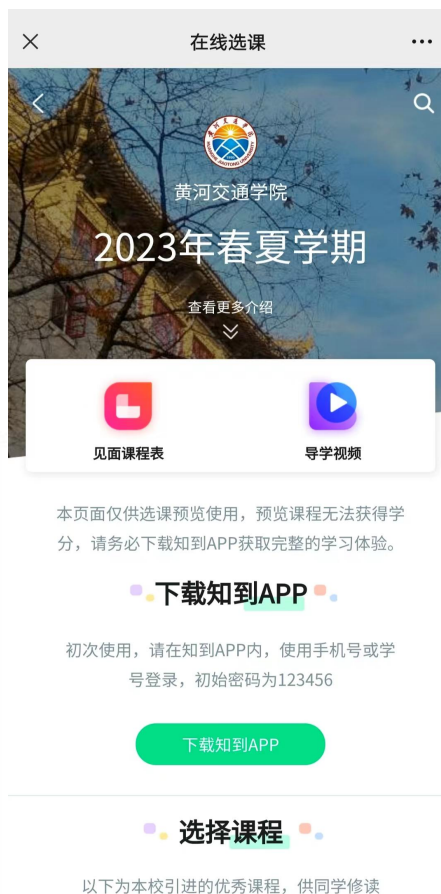 在线选课
黄河交通学院
2023年春夏学期
查看更多介绍
见面课程表
导学视频
本页面仅供选课预览使用，预览课程无法获得学
分，请务必下载知到APP获取完整的学习体验。
下载知到APP
初次使用，请在知到APP内，使用手机号或学
号登录，初始密码为123456
下载知到APP
选择课程
以下为本校引进的优秀课程，供同学修读